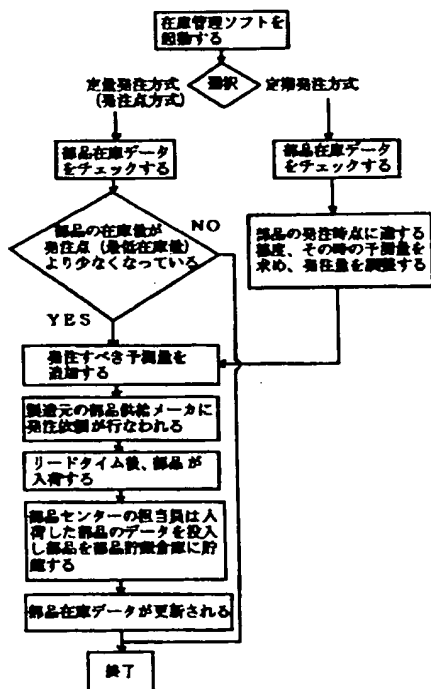 在庫管理ソフトを
起動する
選択
定量発注方式
(発注点方式)
定期発注方式
部品在庫データ
をチェックする
部品在庫データ
をチェックする
部品の在庫量が
発注点(最低在庫量)
より少なくなっている
NO
YES
部品の発注時点に達する
都度、その時の予測量を
求め、発注量を調整する
発注すべき予測量を
追加する
製造元の部品供給メーカに
発注依頼が行なわれる
リードタイム後、部品が
入荷する
部品センターの担当員は入
荷した部品のデータを投入
し部品を部品貯蔵倉庫に貯
蔵する
部品在庫データが更新される
終了